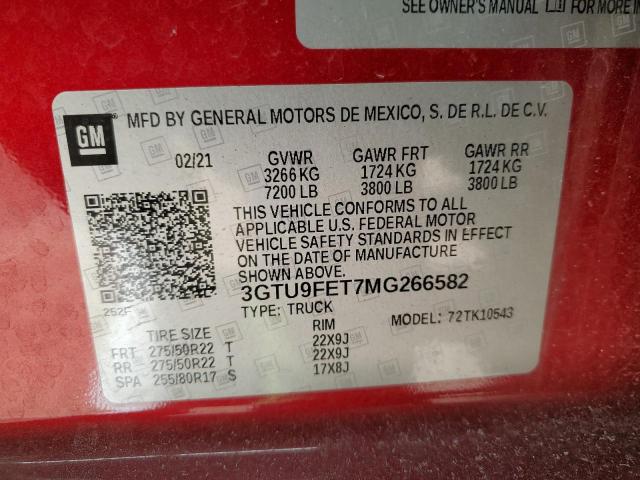 SEE OWNER'S MANUAL FOR MORE IN
GM
MFD BY GENERAL MOTORS DE MEXICO, S. DE R.L. DE C.V.
02/21 GVWR GAWR FRT GAWR RR
3266 KG 1724 KG 1724 KG
7200 LB 3800 LB 3800 LB
THIS VEHICLE CONFORMS TO ALL
APPLICABLE U.S. FEDERAL MOTOR
VEHICLE SAFETY STANDARDS IN EFFECT
ON THE DATE OF MANUFACTURE
SHOWN ABOVE.
252F 3GTU9FET7MG266582
TYPE: TRUCK MODEL: 72TK10543
TIRE SIZE RIM
FRT 275/50R22 T 22X9J
RR 275/50R22 T 22X9J
SPA 255/80R17 S 17X8J